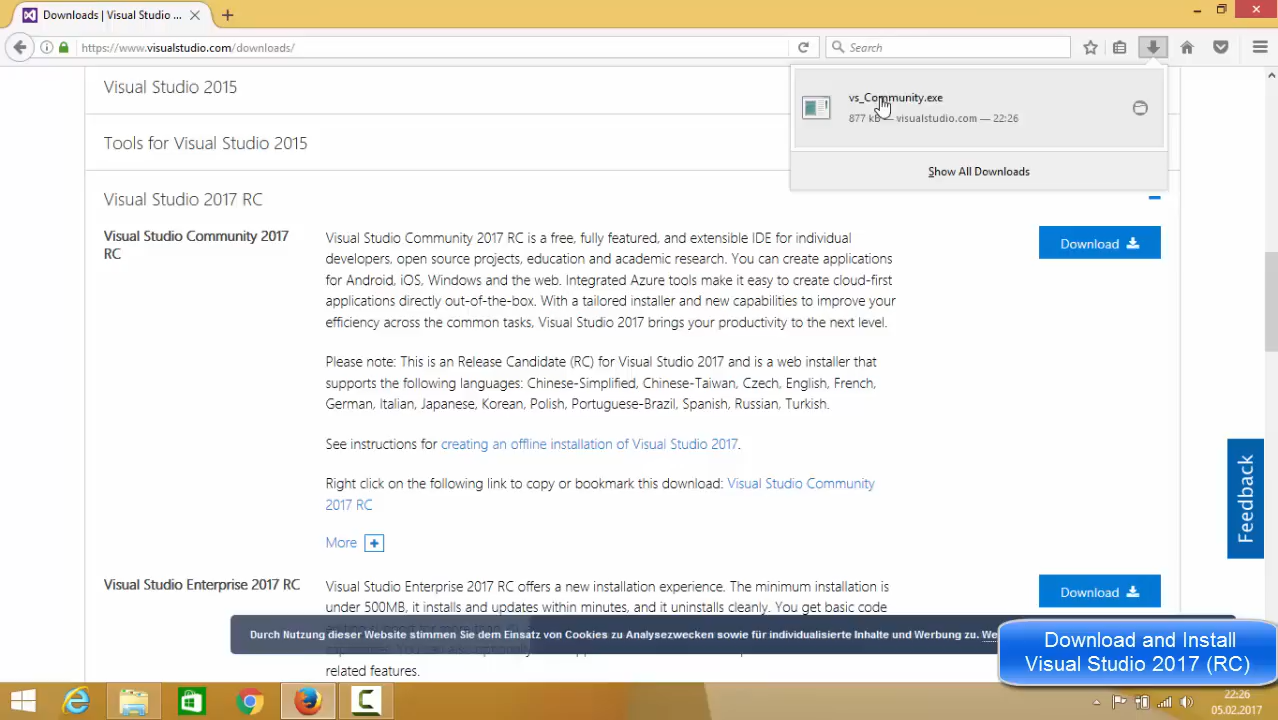 Downloads | Visual Studio ...
https://www.visualstudio.com/downloads/
Search
vs_Community.exe
877 kB — visualstudio.com — 22:26
Show All Downloads
Visual Studio 2015
Tools for Visual Studio 2015
Visual Studio 2017 RC
Visual Studio Community 2017
RC
Visual Studio Community 2017 RC is a free, fully featured, and extensible IDE for individual
developers, open source projects, education and academic research. You can create applications
for Android, iOS, Windows and the web. Integrated Azure tools make it easy to create cloud-first
applications directly out-of-the-box. With a tailored installer and new capabilities to improve your
efficiency across the common tasks, Visual Studio 2017 brings your productivity to the next level.
Download
Please note: This is an Release Candidate (RC) for Visual Studio 2017 and is a web installer that
supports the following languages: Chinese-Simplified, Chinese-Taiwan, Czech, English, French,
German, Italian, Japanese, Korean, Polish, Portuguese-Brazil, Spanish, Russian, Turkish.
See instructions for creating an offline installation of Visual Studio 2017.
Right click on the following link to copy or bookmark this download: Visual Studio Community
2017 RC
More
Feedback
Visual Studio Enterprise 2017 RC
Visual Studio Enterprise 2017 RC offers a new installation experience. The minimum installation is
under 500MB, it installs and updates within minutes, and it uninstalls cleanly. You get basic code
related features.
Download
Durch Nutzung dieser Website stimmen Sie dem Einsatz von Cookies zu Analysezwecken sowie für individualisierte Inhalte und Werbung zu. We
Download and Install
Visual Studio 2017 (RC)
22:26
05.02.2017